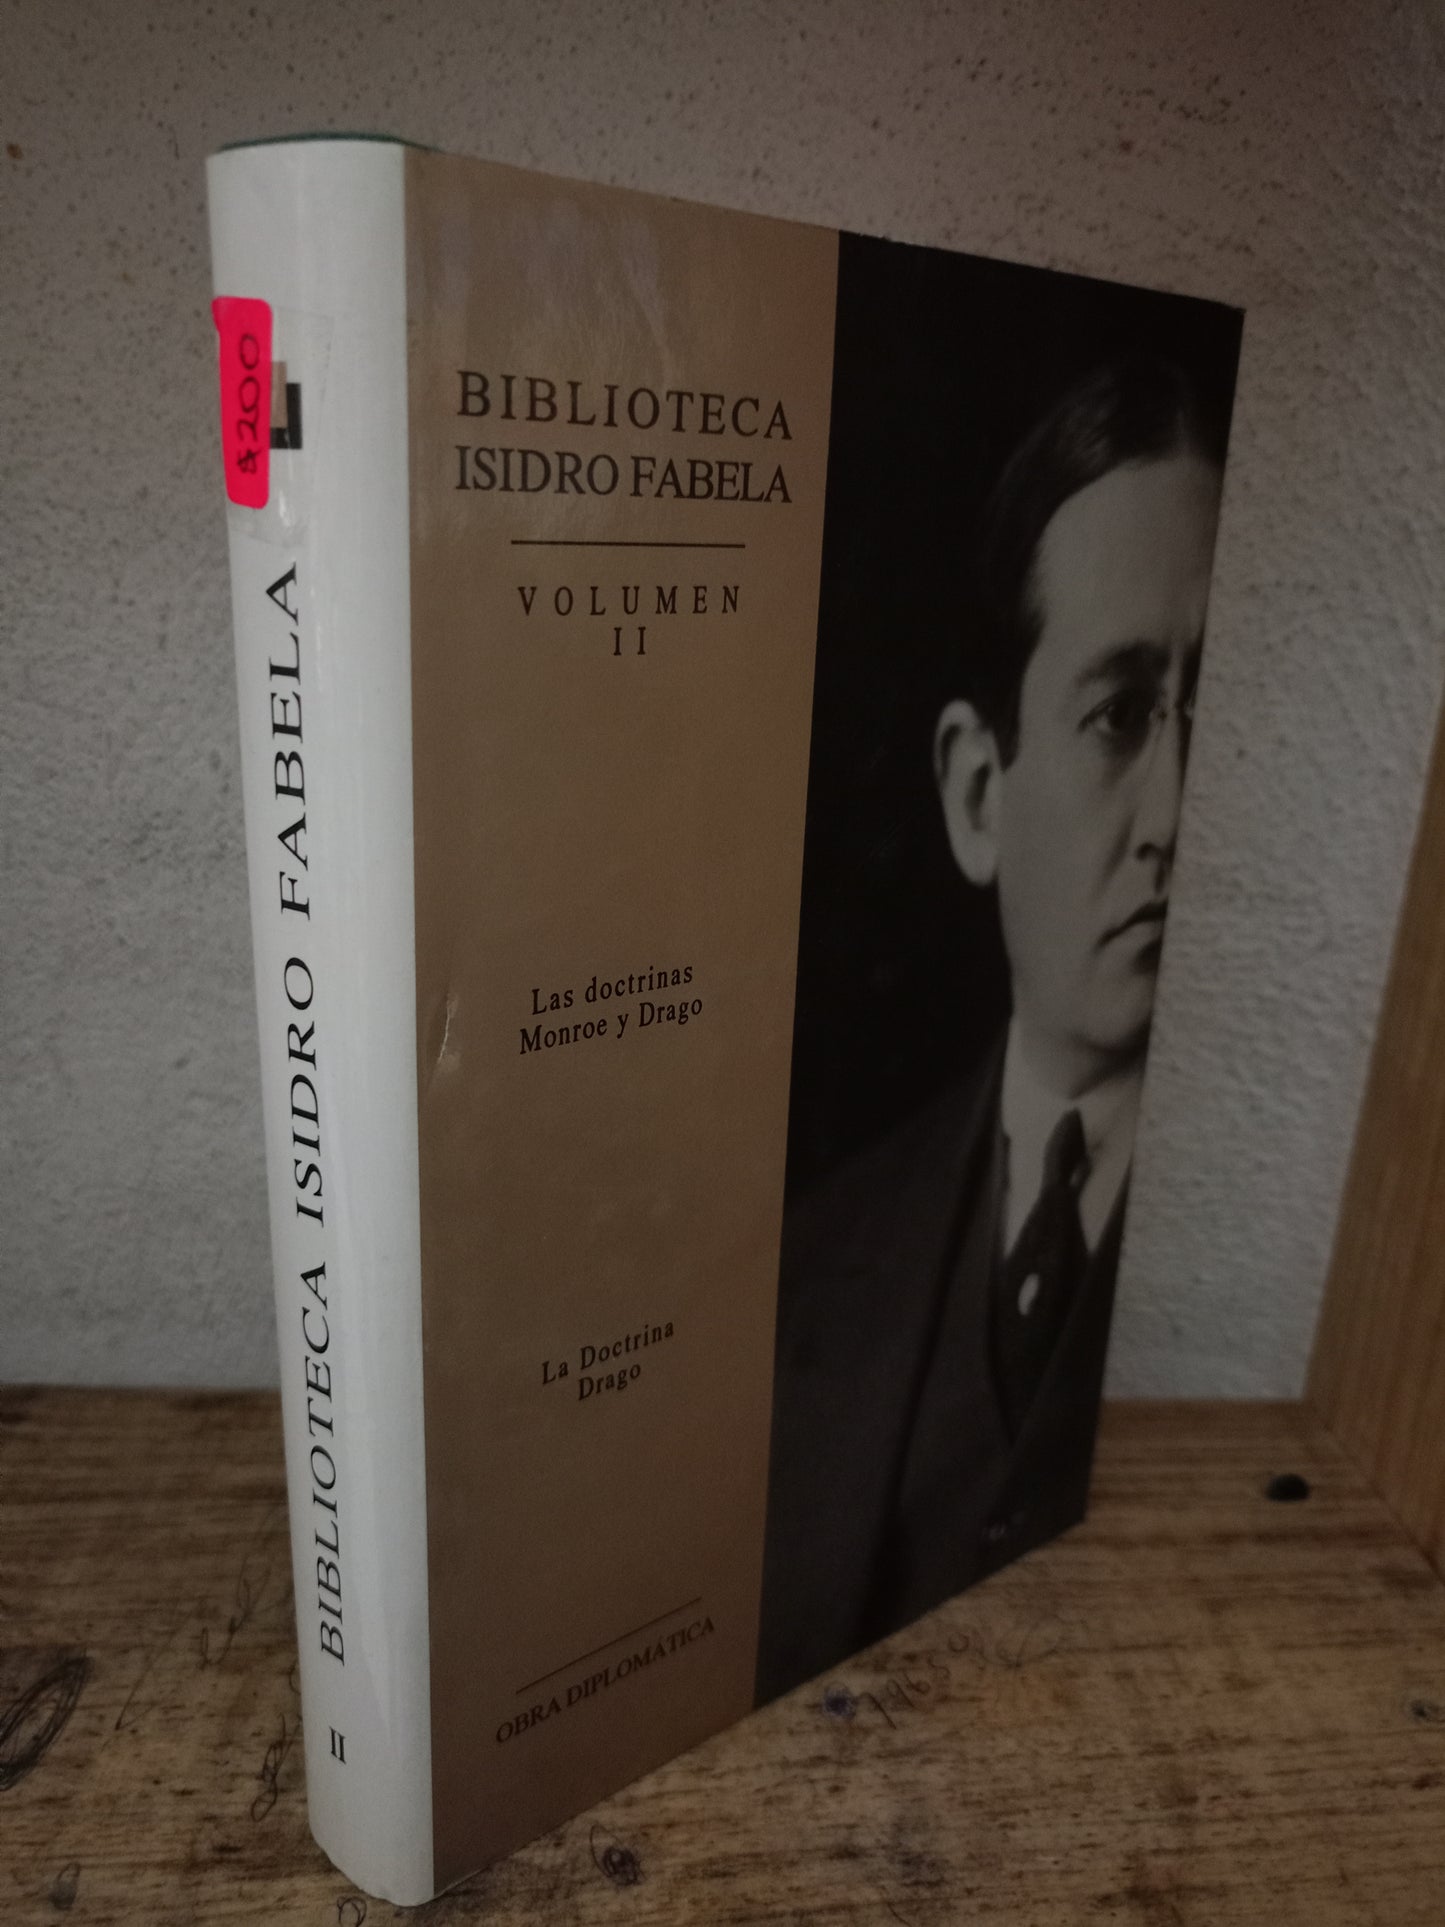 $200
BIBLIOTECA ISIDRO FABELA
II
BIBLIOTECA
ISIDRO FABELA
VOLUMEN
II
Las doctrinas
Monroe y Drago
La Doctrina
Drago
OBRA DIPLOMÁTICA